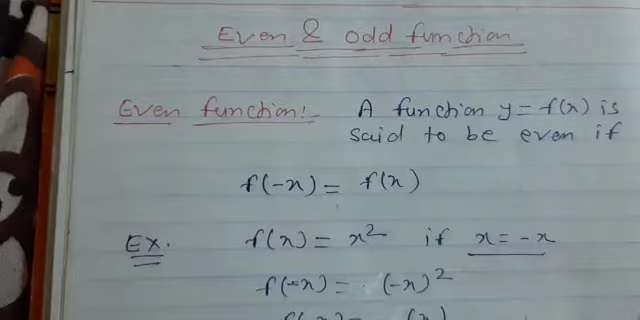 Even & odd function
Even function:- A function y = f(x) is
said to be even if
f(-x) = f(x)
Ex. f(x) = x² if x = -x
f(-x) = (-x)²